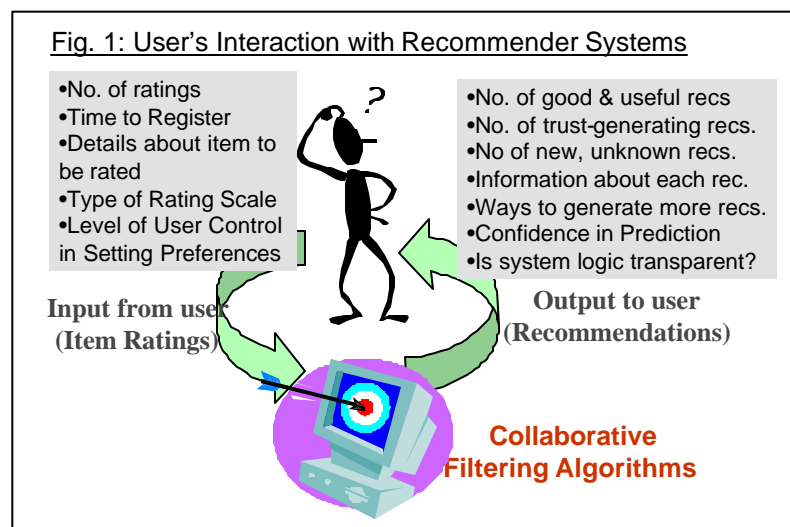 Fig. 1: User's Interaction with Recommender Systems
•No. of ratings
•Time to Register
•Details about item to
be rated
•Type of Rating Scale
•Level of User Control
in Setting Preferences
?
•No. of good & useful recs
•No. of trust-generating recs.
•No of new, unknown recs.
•Information about each rec.
•Ways to generate more recs.
•Confidence in Prediction
•Is system logic transparent?
Input from user
(Item Ratings)
Output to user
(Recommendations)
Collaborative
Filtering Algorithms